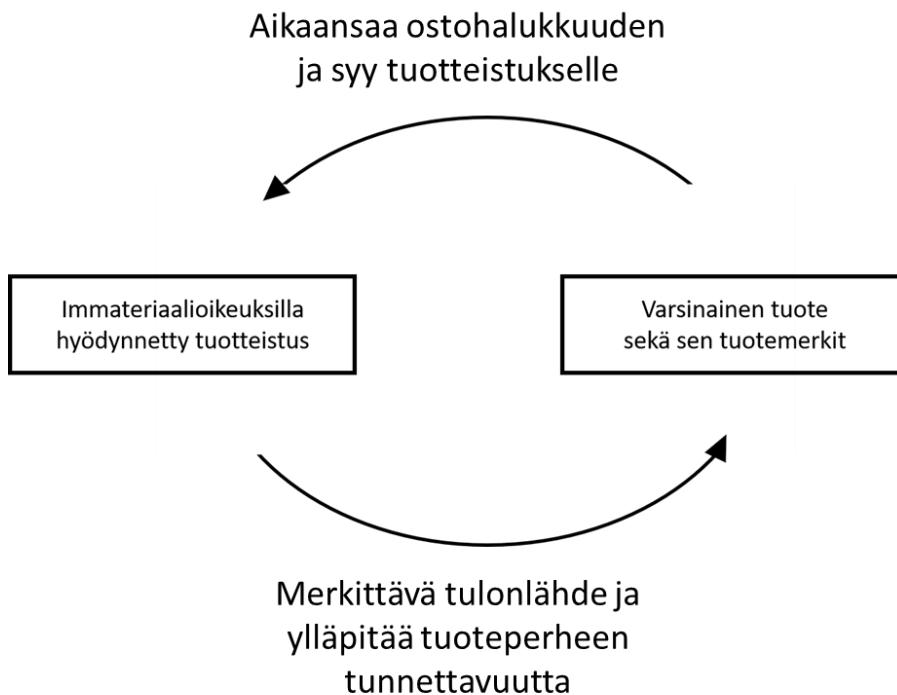 Aikaansaa ostohalukkuuden
ja syy tuotteistukselle
Immateriaalioikeuksilla
hyödynnetty tuotteistus
Varsinainen tuote
sekä sen tuotemerkit
Merkittävä tulonlähde ja
ylläpitää tuoteperheen
tunnettavuutta